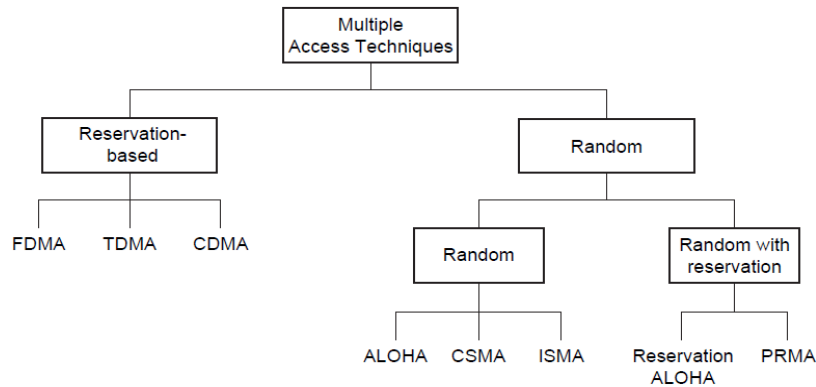 Multiple
Access Techniques
Reservation-
based
Random
FDMA
TDMA
CDMA
Random
Random with
reservation
ALOHA
CSMA
ISMA
Reservation
ALOHA
PRMA